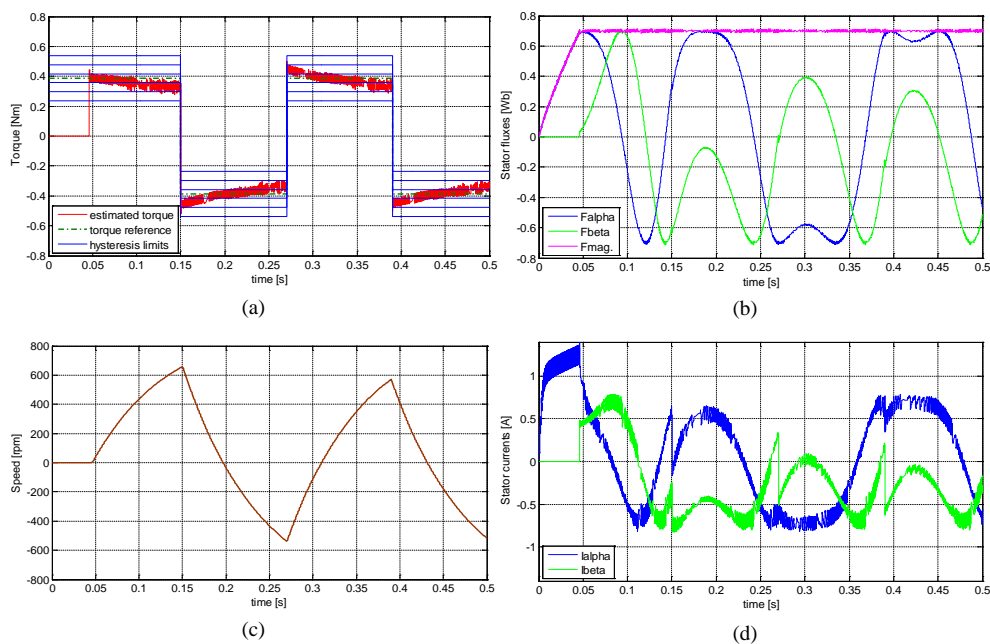 0.8
0.6
0.4
0.2
0
-0.2
-0.4
-0.6
-0.8
Torque [Nm]
estimated torque
torque reference
hysteresis limits
0 0.05 0.1 0.15 0.2 0.25 0.3 0.35 0.4 0.45 0.5
time [s]
(a)
0.8
0.6
0.4
0.2
0
-0.2
-0.4
-0.6
-0.8
Stator fluxes [Wb]
Falpha
Fbeta
Fmag.
0 0.05 0.1 0.15 0.2 0.25 0.3 0.35 0.4 0.45 0.5
time [s]
(b)
800
600
400
200
0
-200
-400
-600
-800
Speed [rpm]
0 0.05 0.1 0.15 0.2 0.25 0.3 0.35 0.4 0.45 0.5
time [s]
(c)
1
0.5
0
-0.5
-1
Stator currents [A]
Ialpha
Ibeta
0 0.05 0.1 0.15 0.2 0.25 0.3 0.35 0.4 0.45 0.5
time [s]
(d)